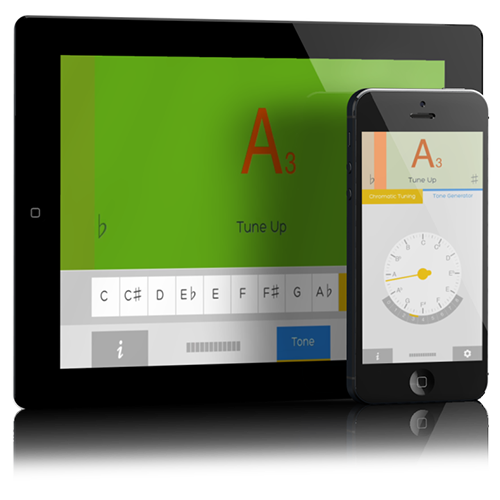 A3
♭
Tune Up
C C♯ D E♭ E F F♯ G A♭
i
Tone
A3
♭ Tune Up ♯
Chromatic Tuning Tone Generator
A
i